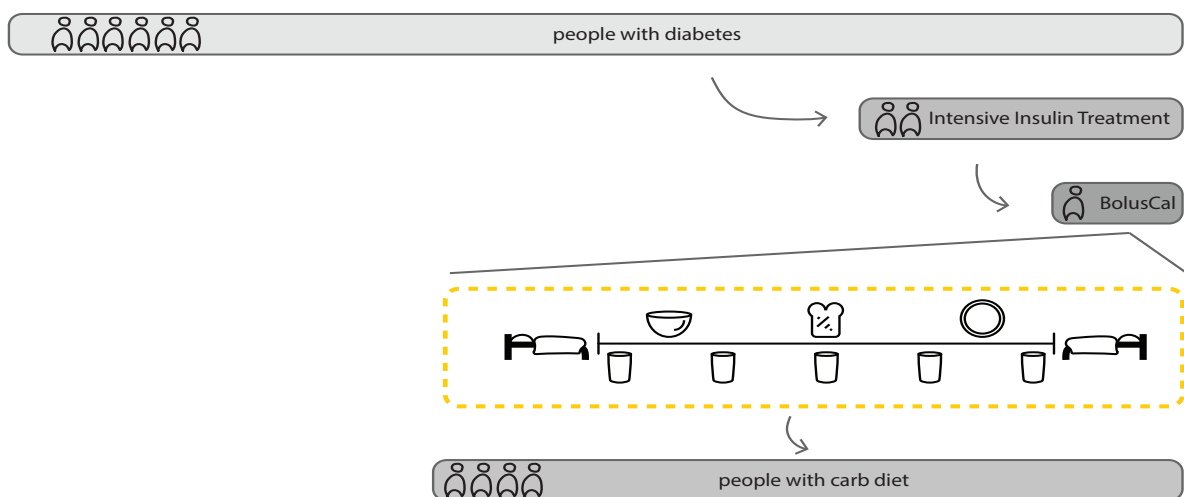 people with diabetes
Intensive Insulin Treatment
BolusCal
people with carb diet